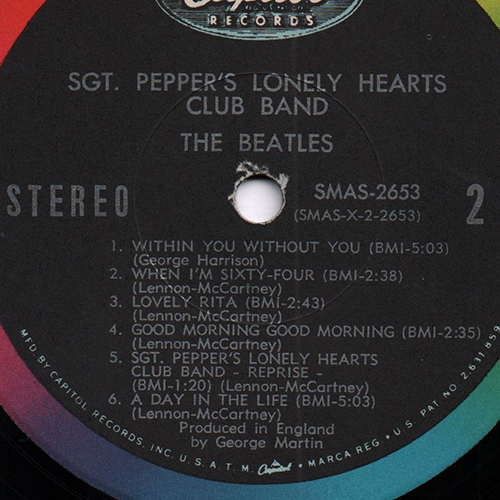 Capitol
RECORDS
SGT. PEPPER'S LONELY HEARTS
CLUB BAND
THE BEATLES
STEREO
SMAS-2653
(SMAS-X-2-2653)
2
1. WITHIN YOU WITHOUT YOU (BMI-5:03)
(George Harrison)
2. WHEN I'M SIXTY-FOUR (BMI-2:38)
(Lennon-McCartney)
3. LOVELY RITA (BMI-2:43)
(Lennon-McCartney)
4. GOOD MORNING GOOD MORNING (BMI-2:35)
(Lennon-McCartney)
5. SGT. PEPPER'S LONELY HEARTS
CLUB BAND - REPRISE -
(BMI-1:20) (Lennon-McCartney)
6. A DAY IN THE LIFE (BMI-5:03)
(Lennon-McCartney)
Produced in England
by George Martin
MFD. BY CAPITOL RECORDS, INC. U.S.A. T.M. Capitol • MARCA REG. • U.S. PAT. NO. 2,631,859